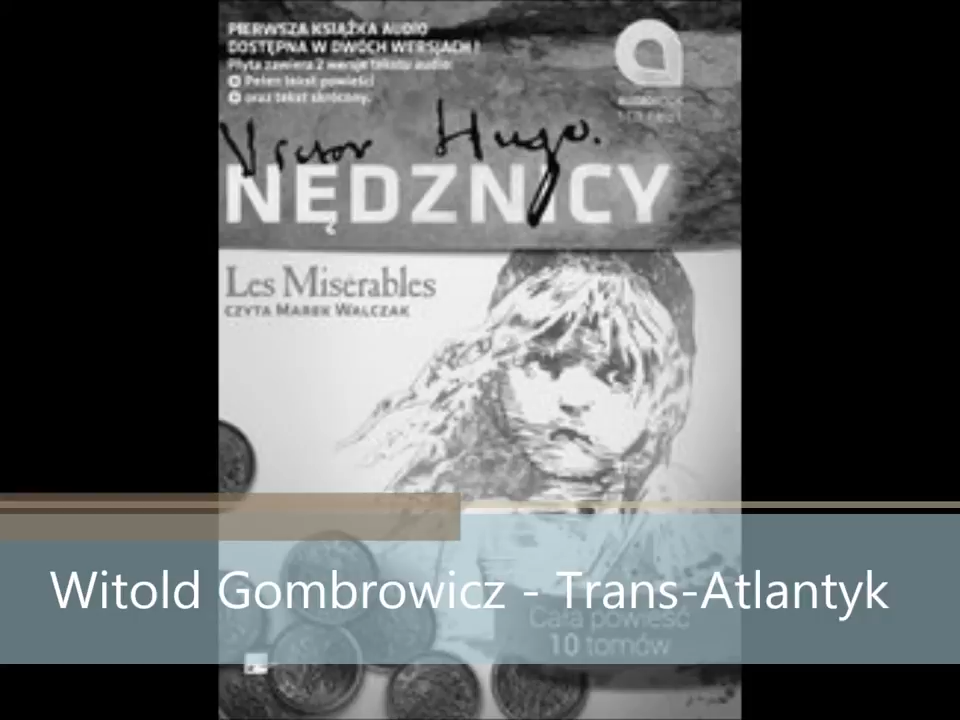 PIERWSZA KSIĄŻKA AUDIO
DOSTĘPNA W DWÓCH WERSJACH!
Płyta zawiera 2 wersje tekstu audio:
Pełen tekst powieści
oraz tekst skrócony.
Victor Hugo.
NĘDZNICY
Les Misérables
CZYTA MAREK WALCZAK
Witold Gombrowicz - Trans-Atlantyk
Cała powieść
10 tomów